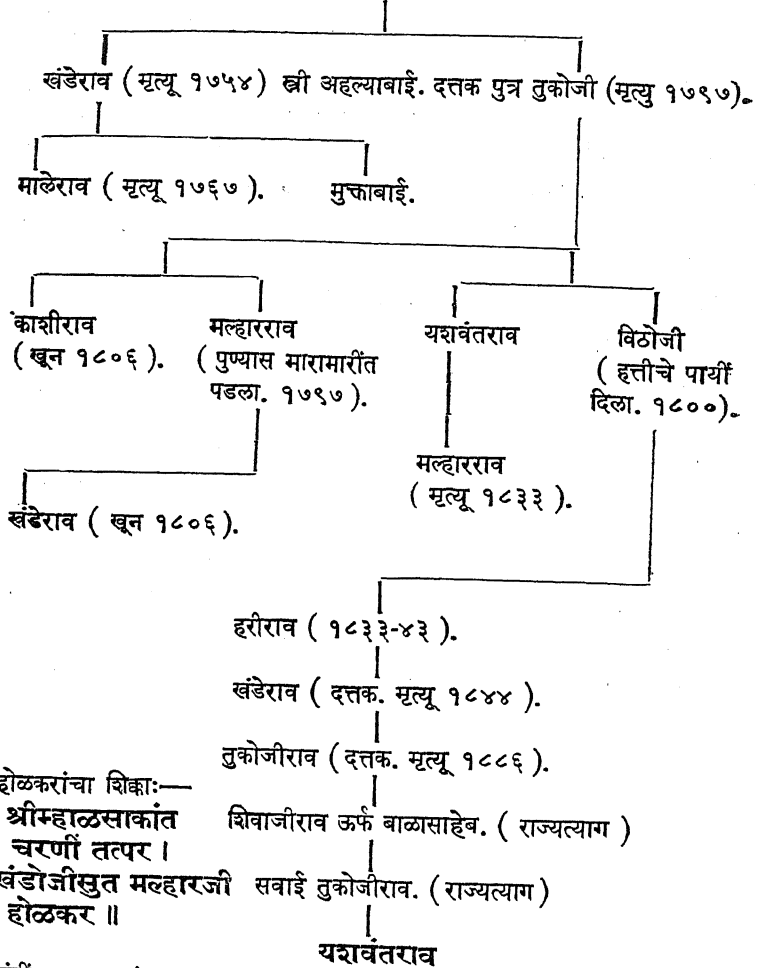 खंडेराव ( मृत्यू १७५४ ) स्त्री अहल्याबाई. दत्तक पुत्र तुकोजी (मृत्यु १७९७).
मालेराव ( मृत्यू १७६७ ). मुक्ताबाई.
काशीराव
( खून १८०६ ).
मल्हारराव
( पुण्यास मारामारींत
पडला. १७९७ ).
यशवंतराव
विठोजी
( हत्तीचे पायीं
दिला. १८०० ).
मल्हारराव
( मृत्यू १८३३ ).
खंडेराव ( खून १८०६ ).
हरीराव ( १८३३-४३ ).
खंडेराव ( दत्तक. मृत्यू १८४४ ).
तुकोजीराव ( दत्तक. मृत्यू १८८६ ).
शिवाजीराव ऊर्फ बाळासाहेब. ( राज्यत्याग )
सवाई तुकोजीराव. ( राज्यत्याग )
यशवंतराव
होळकरांचा शिक्का:—
श्रीम्हाळसाकांत
चरणीं तत्पर ।
खंडोजीसुत मल्हारजी
होळकर ॥